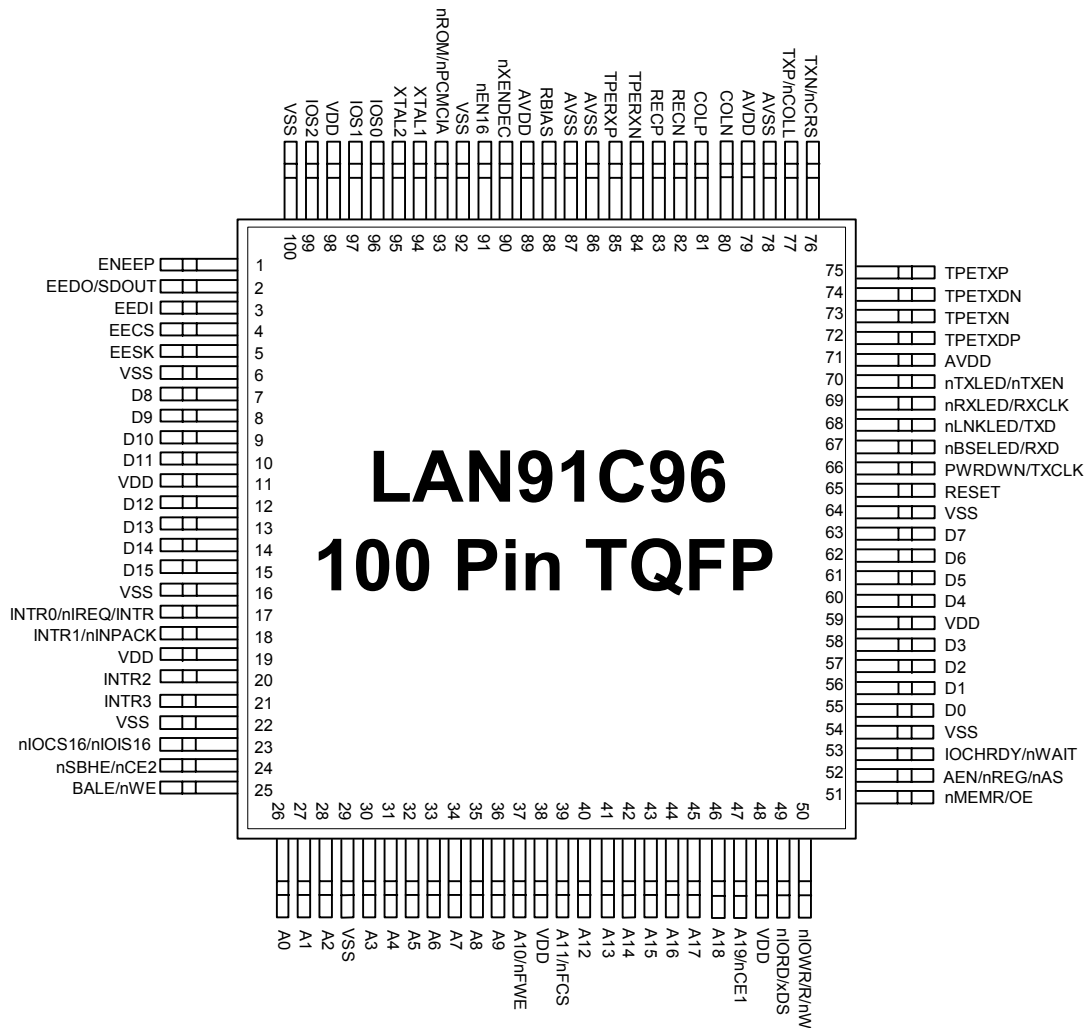 nROM/nPCMCIA
TXN/nCRS
TXP/nCOLL
VSS
IOS2
VDD
IOS1
IOS0
XTAL2
XTAL1
VSS
nEN16
nXENDEC
AVDD
RBIAS
AVSS
AVSS
TPERXP
TPERXN
RECP
RECN
COLP
COLN
AVDD
AVSS
100
99
98
97
96
95
94
93
92
91
90
89
88
87
86
85
84
83
82
81
80
79
78
77
76
ENEEP 1
EEDO/SDOUT 2
EEDI 3
EECS 4
EESK 5
VSS 6
D8 7
D9 8
D10 9
D11 10
VDD 11
D12 12
D13 13
D14 14
D15 15
VSS 16
INTR0/nIREQ/INTR 17
INTR1/nINPACK 18
VDD 19
INTR2 20
INTR3 21
VSS 22
nIOCS16/nIOIS16 23
nSBHE/nCE2 24
BALE/nWE 25
LAN91C96
100 Pin TQFP
75 TPETXP
74 TPETXDN
73 TPETXN
72 TPETXDP
71 AVDD
70 nTXLED/nTXEN
69 nRXLED/RXCLK
68 nLNKLED/TXD
67 nBSELED/RXD
66 PWRDWN/TXCLK
65 RESET
64 VSS
63 D7
62 D6
61 D5
60 D4
59 VDD
58 D3
57 D2
56 D1
55 D0
54 VSS
53 IOCHRDY/nWAIT
52 AEN/nREG/nAS
51 nMEMR/OE
26
27
28
29
30
31
32
33
34
35
36
37
38
39
40
41
42
43
44
45
46
47
48
49
50
A0
A1
A2
VSS
A3
A4
A5
A6
A7
A8
A9
A10/nFWE
VDD
A11/nFCS
A12
A13
A14
A15
A16
A17
A18
A19/nCE1
VDD
nIORD/xDS
nIOWR/R/nW